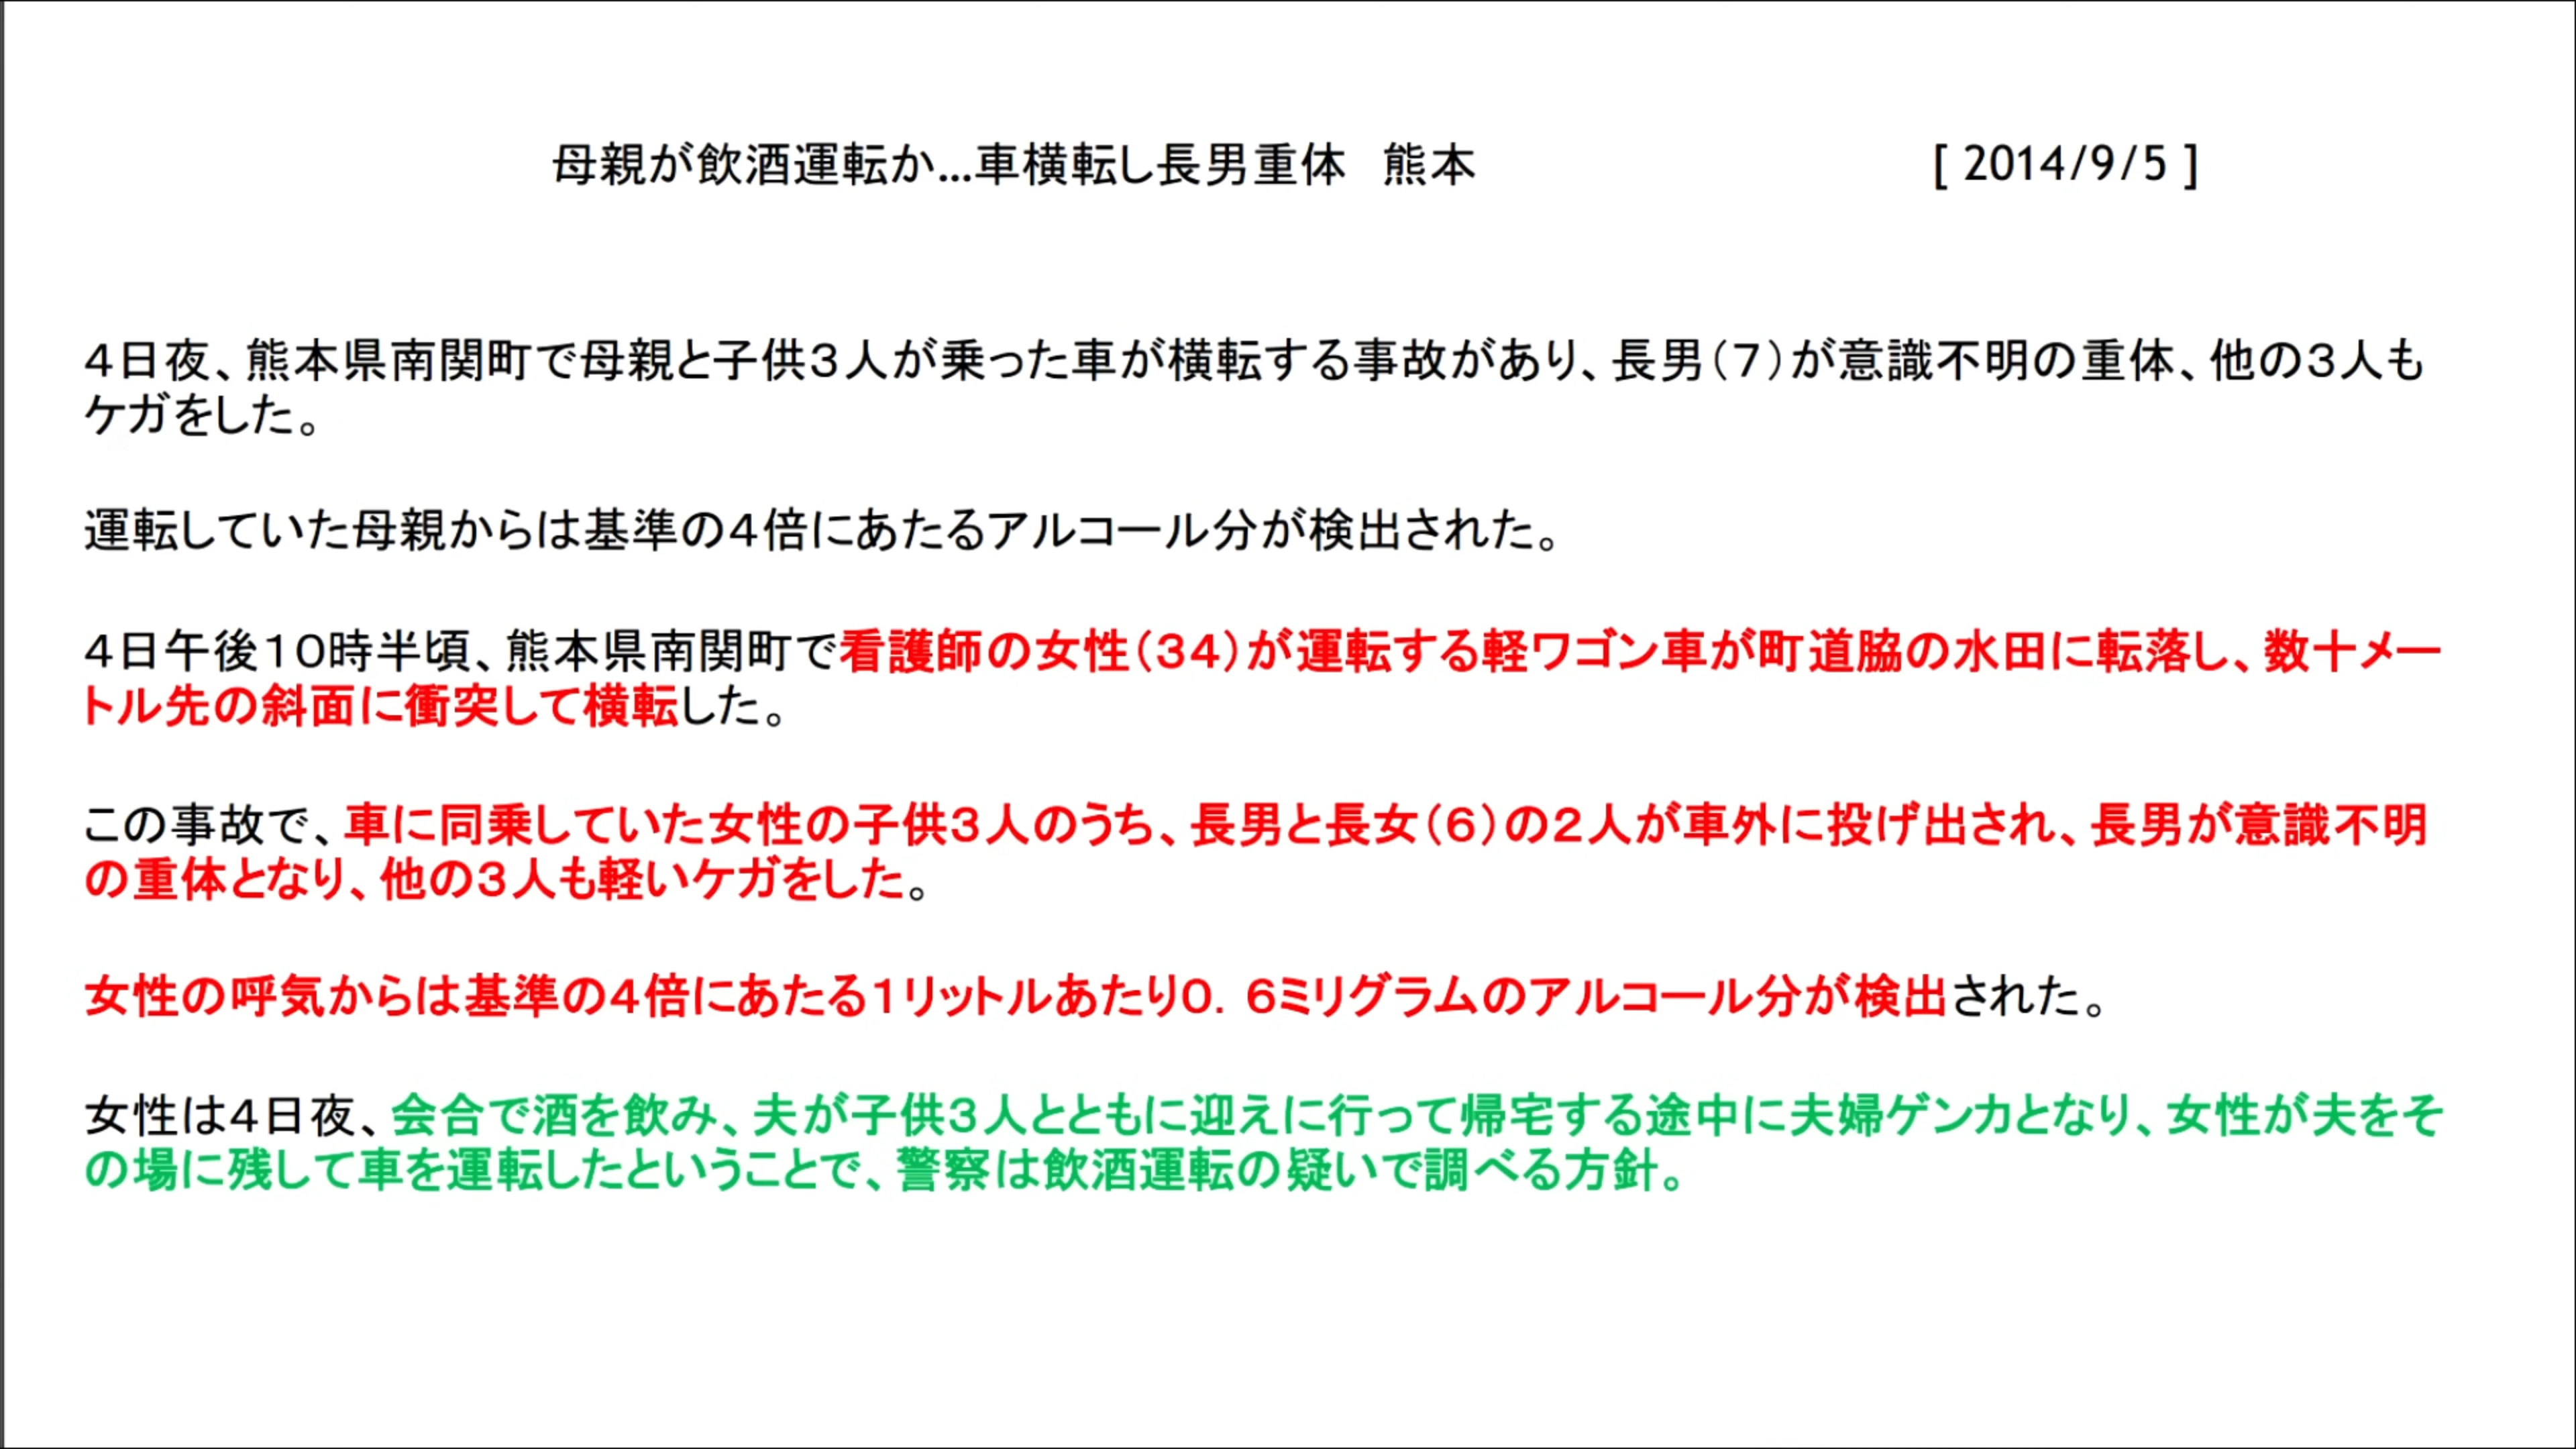 母親が飲酒運転か…車横転し長男重体　熊本　[ 2014/9/5 ]
４日夜、熊本県南関町で母親と子供３人が乗った車が横転する事故があり、長男（７）が意識不明の重体、他の３人も
ケガをした。
運転していた母親からは基準の４倍にあたるアルコール分が検出された。
４日午後１０時半頃、熊本県南関町で看護師の女性（３４）が運転する軽ワゴン車が町道脇の水田に転落し、数十メー
トル先の斜面に衝突して横転した。
この事故で、車に同乗していた女性の子供３人のうち、長男と長女（６）の２人が車外に投げ出され、長男が意識不明
の重体となり、他の３人も軽いケガをした。
女性の呼気からは基準の４倍にあたる１リットルあたり０．６ミリグラムのアルコール分が検出された。
女性は４日夜、会合で酒を飲み、夫が子供３人とともに迎えに行って帰宅する途中に夫婦ゲンカとなり、女性が夫をそ
の場に残して車を運転したということで、警察は飲酒運転の疑いで調べる方針。